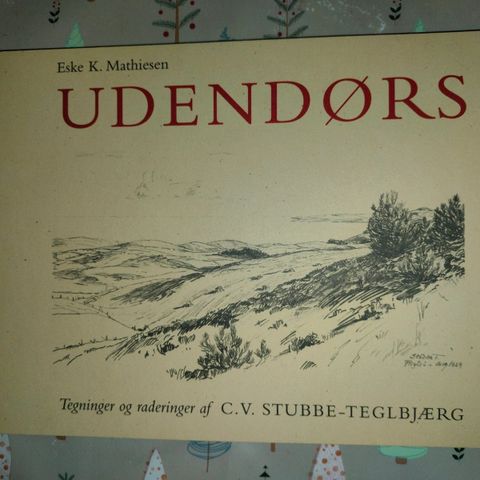 Eske K. Mathiesen
UDENDØRS
Tegninger og raderinger af C.V. STUBBE-TEGLBJÆRG